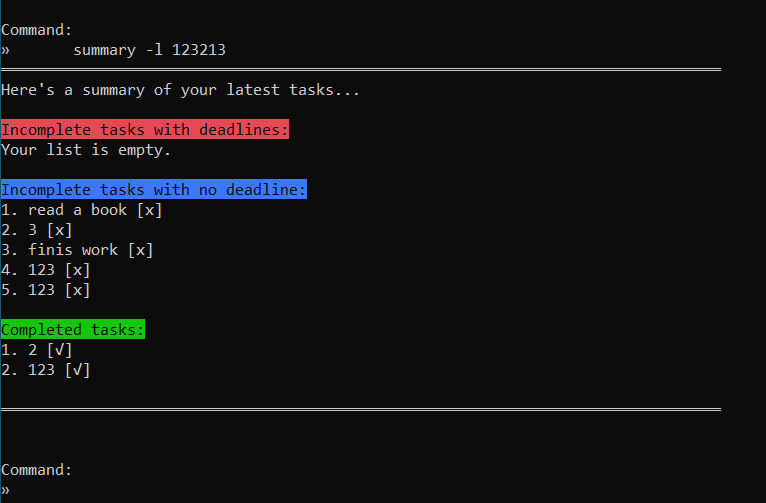 Command:
» summary -l 123213
Here's a summary of your latest tasks...
Incomplete tasks with deadlines:
Your list is empty.
Incomplete tasks with no deadline:
1. read a book [x]
2. 3 [x]
3. finis work [x]
4. 123 [x]
5. 123 [x]
Completed tasks:
1. 2 [√]
2. 123 [√]
Command:
»